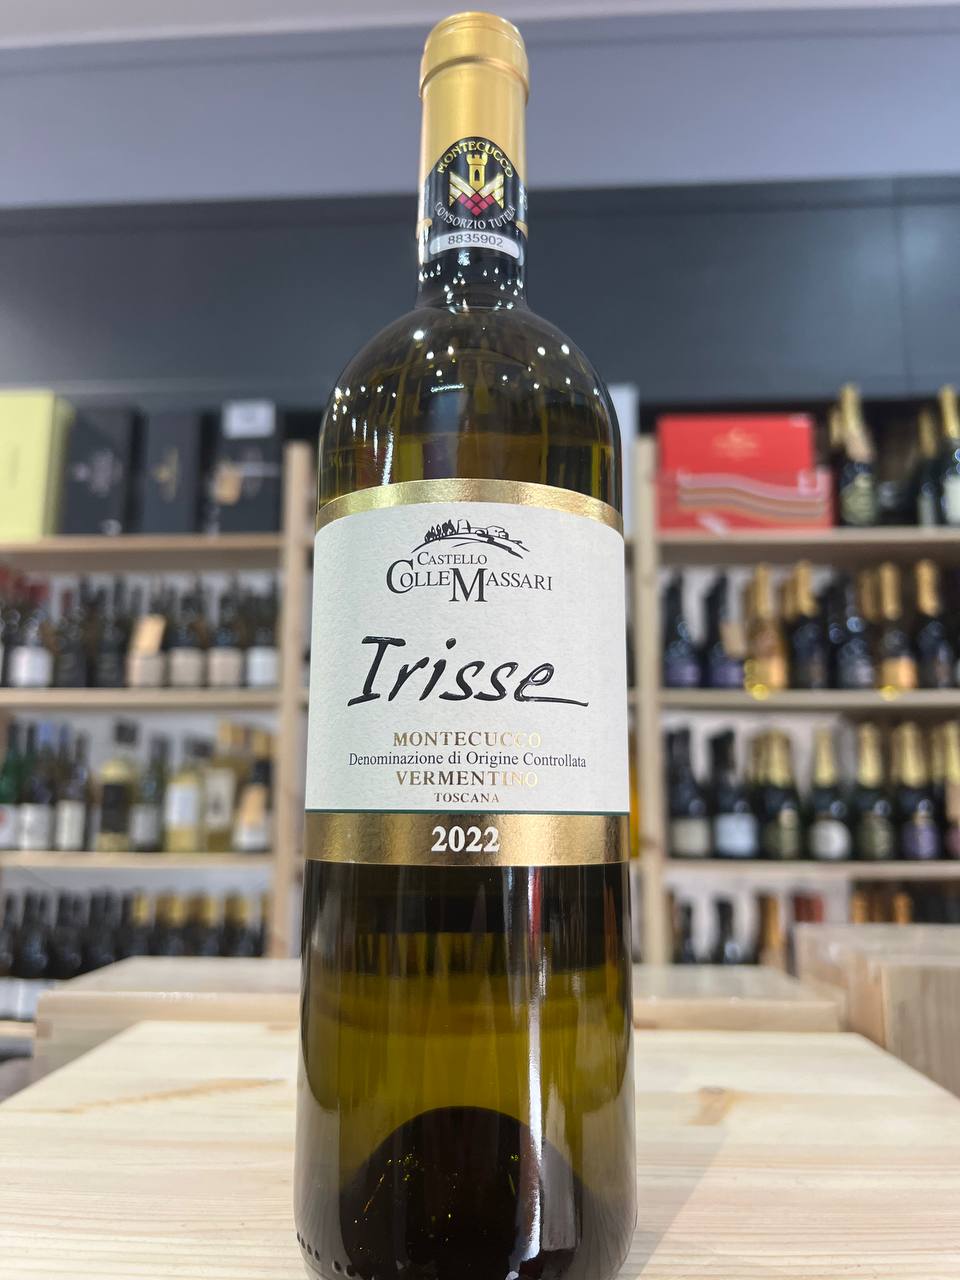 MONTECUCCO
CONSORZIO TUTELA
8835902
CASTELLO
COLLEMASSARI
Irisse
MONTECUCCO
Denominazione di Origine Controllata
VERMENTINO
TOSCANA
2022